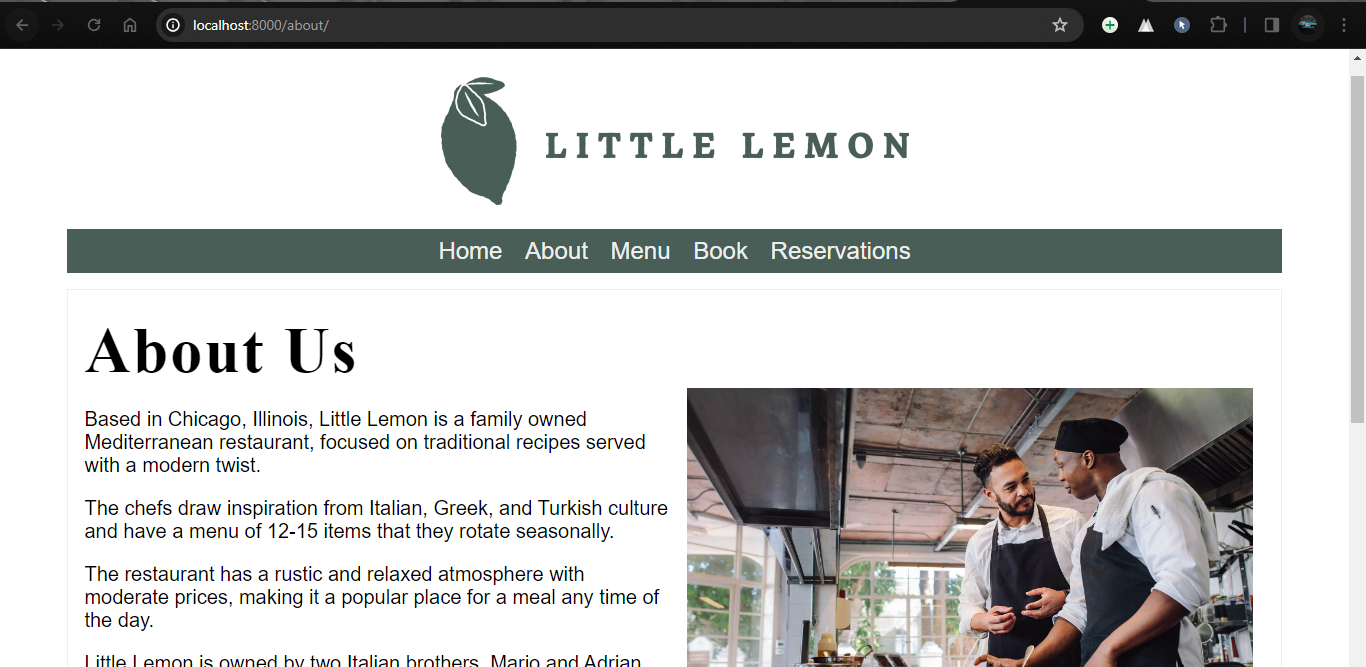 localhost:8000/about/
LITTLE LEMON
Home About Menu Book Reservations
About Us
Based in Chicago, Illinois, Little Lemon is a family owned
Mediterranean restaurant, focused on traditional recipes served
with a modern twist.
The chefs draw inspiration from Italian, Greek, and Turkish culture
and have a menu of 12-15 items that they rotate seasonally.
The restaurant has a rustic and relaxed atmosphere with
moderate prices, making it a popular place for a meal any time of
the day.
Little Lemon is owned by two Italian brothers, Mario and Adrian,